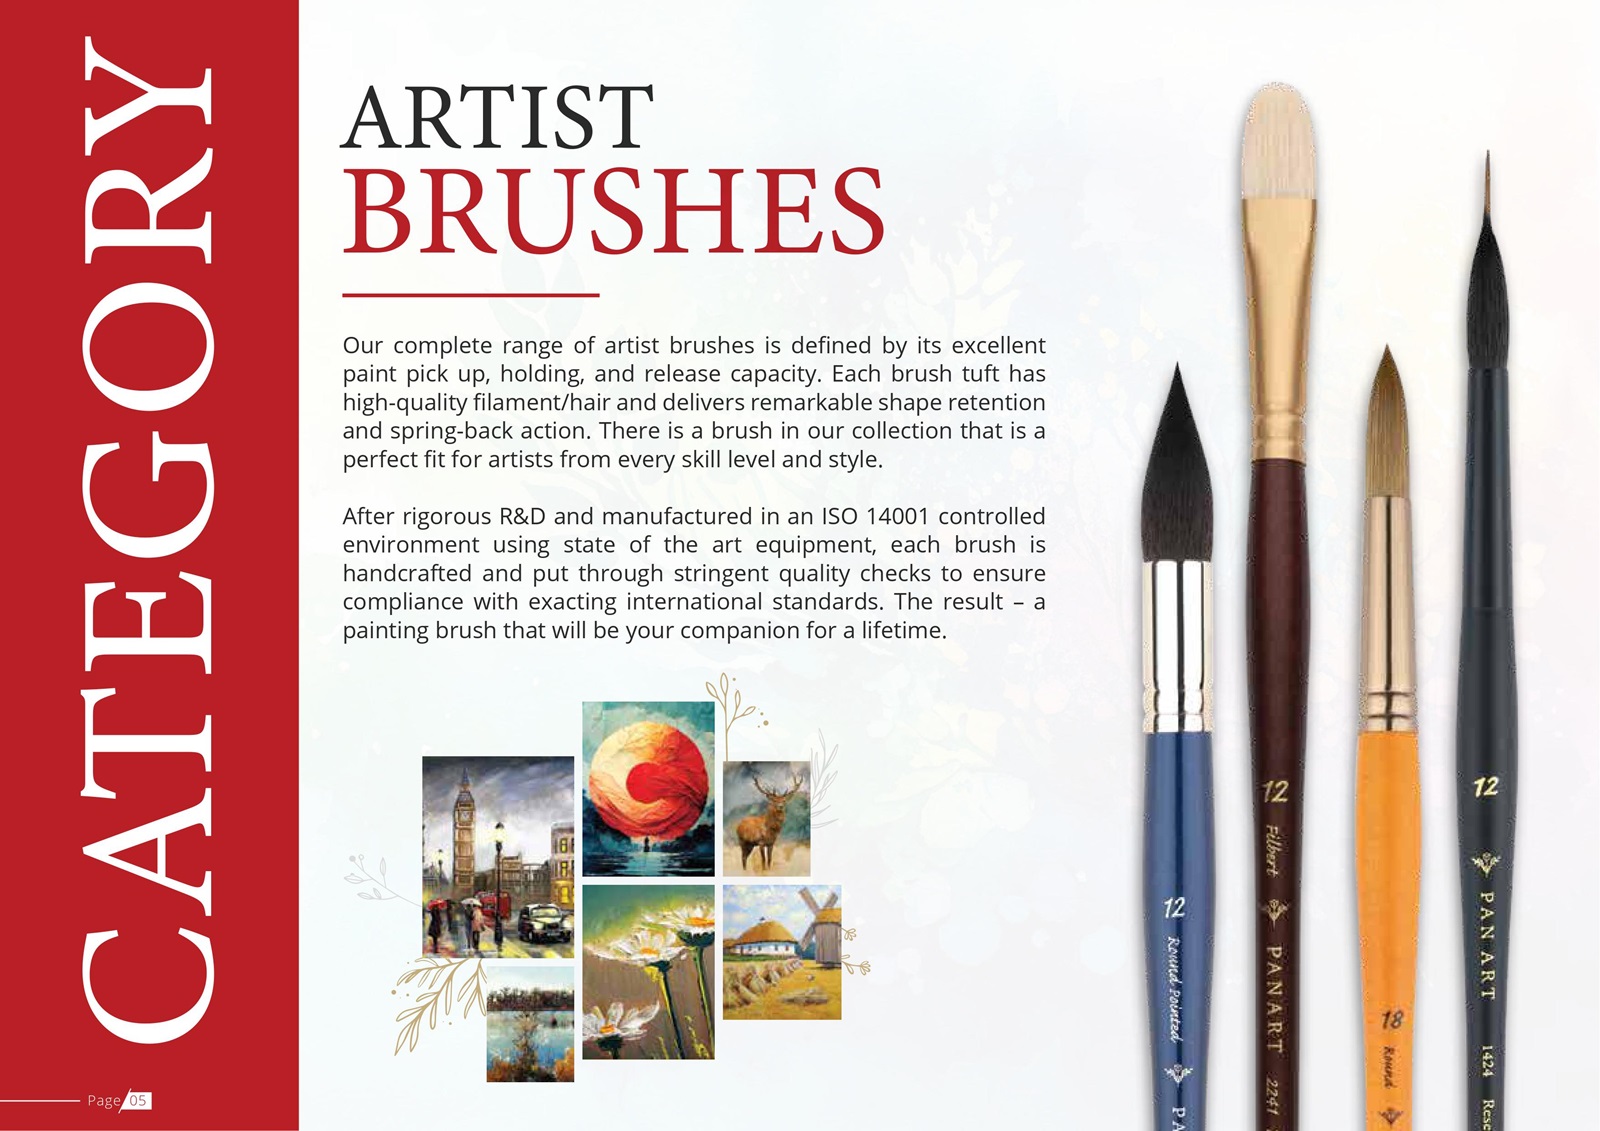 CATEGORY
ARTIST
BRUSHES
Our complete range of artist brushes is defined by its excellent
paint pick up, holding, and release capacity. Each brush tuft has
high-quality filament/hair and delivers remarkable shape retention
and spring-back action. There is a brush in our collection that is a
perfect fit for artists from every skill level and style.
After rigorous R&D and manufactured in an ISO 14001 controlled
environment using state of the art equipment, each brush is
handcrafted and put through stringent quality checks to ensure
compliance with exacting international standards. The result – a
painting brush that will be your companion for a lifetime.
12 Round Pointed PA
12 Filbert PANART 2241
18 Round
12 PANART 1424 Rese
Page 05